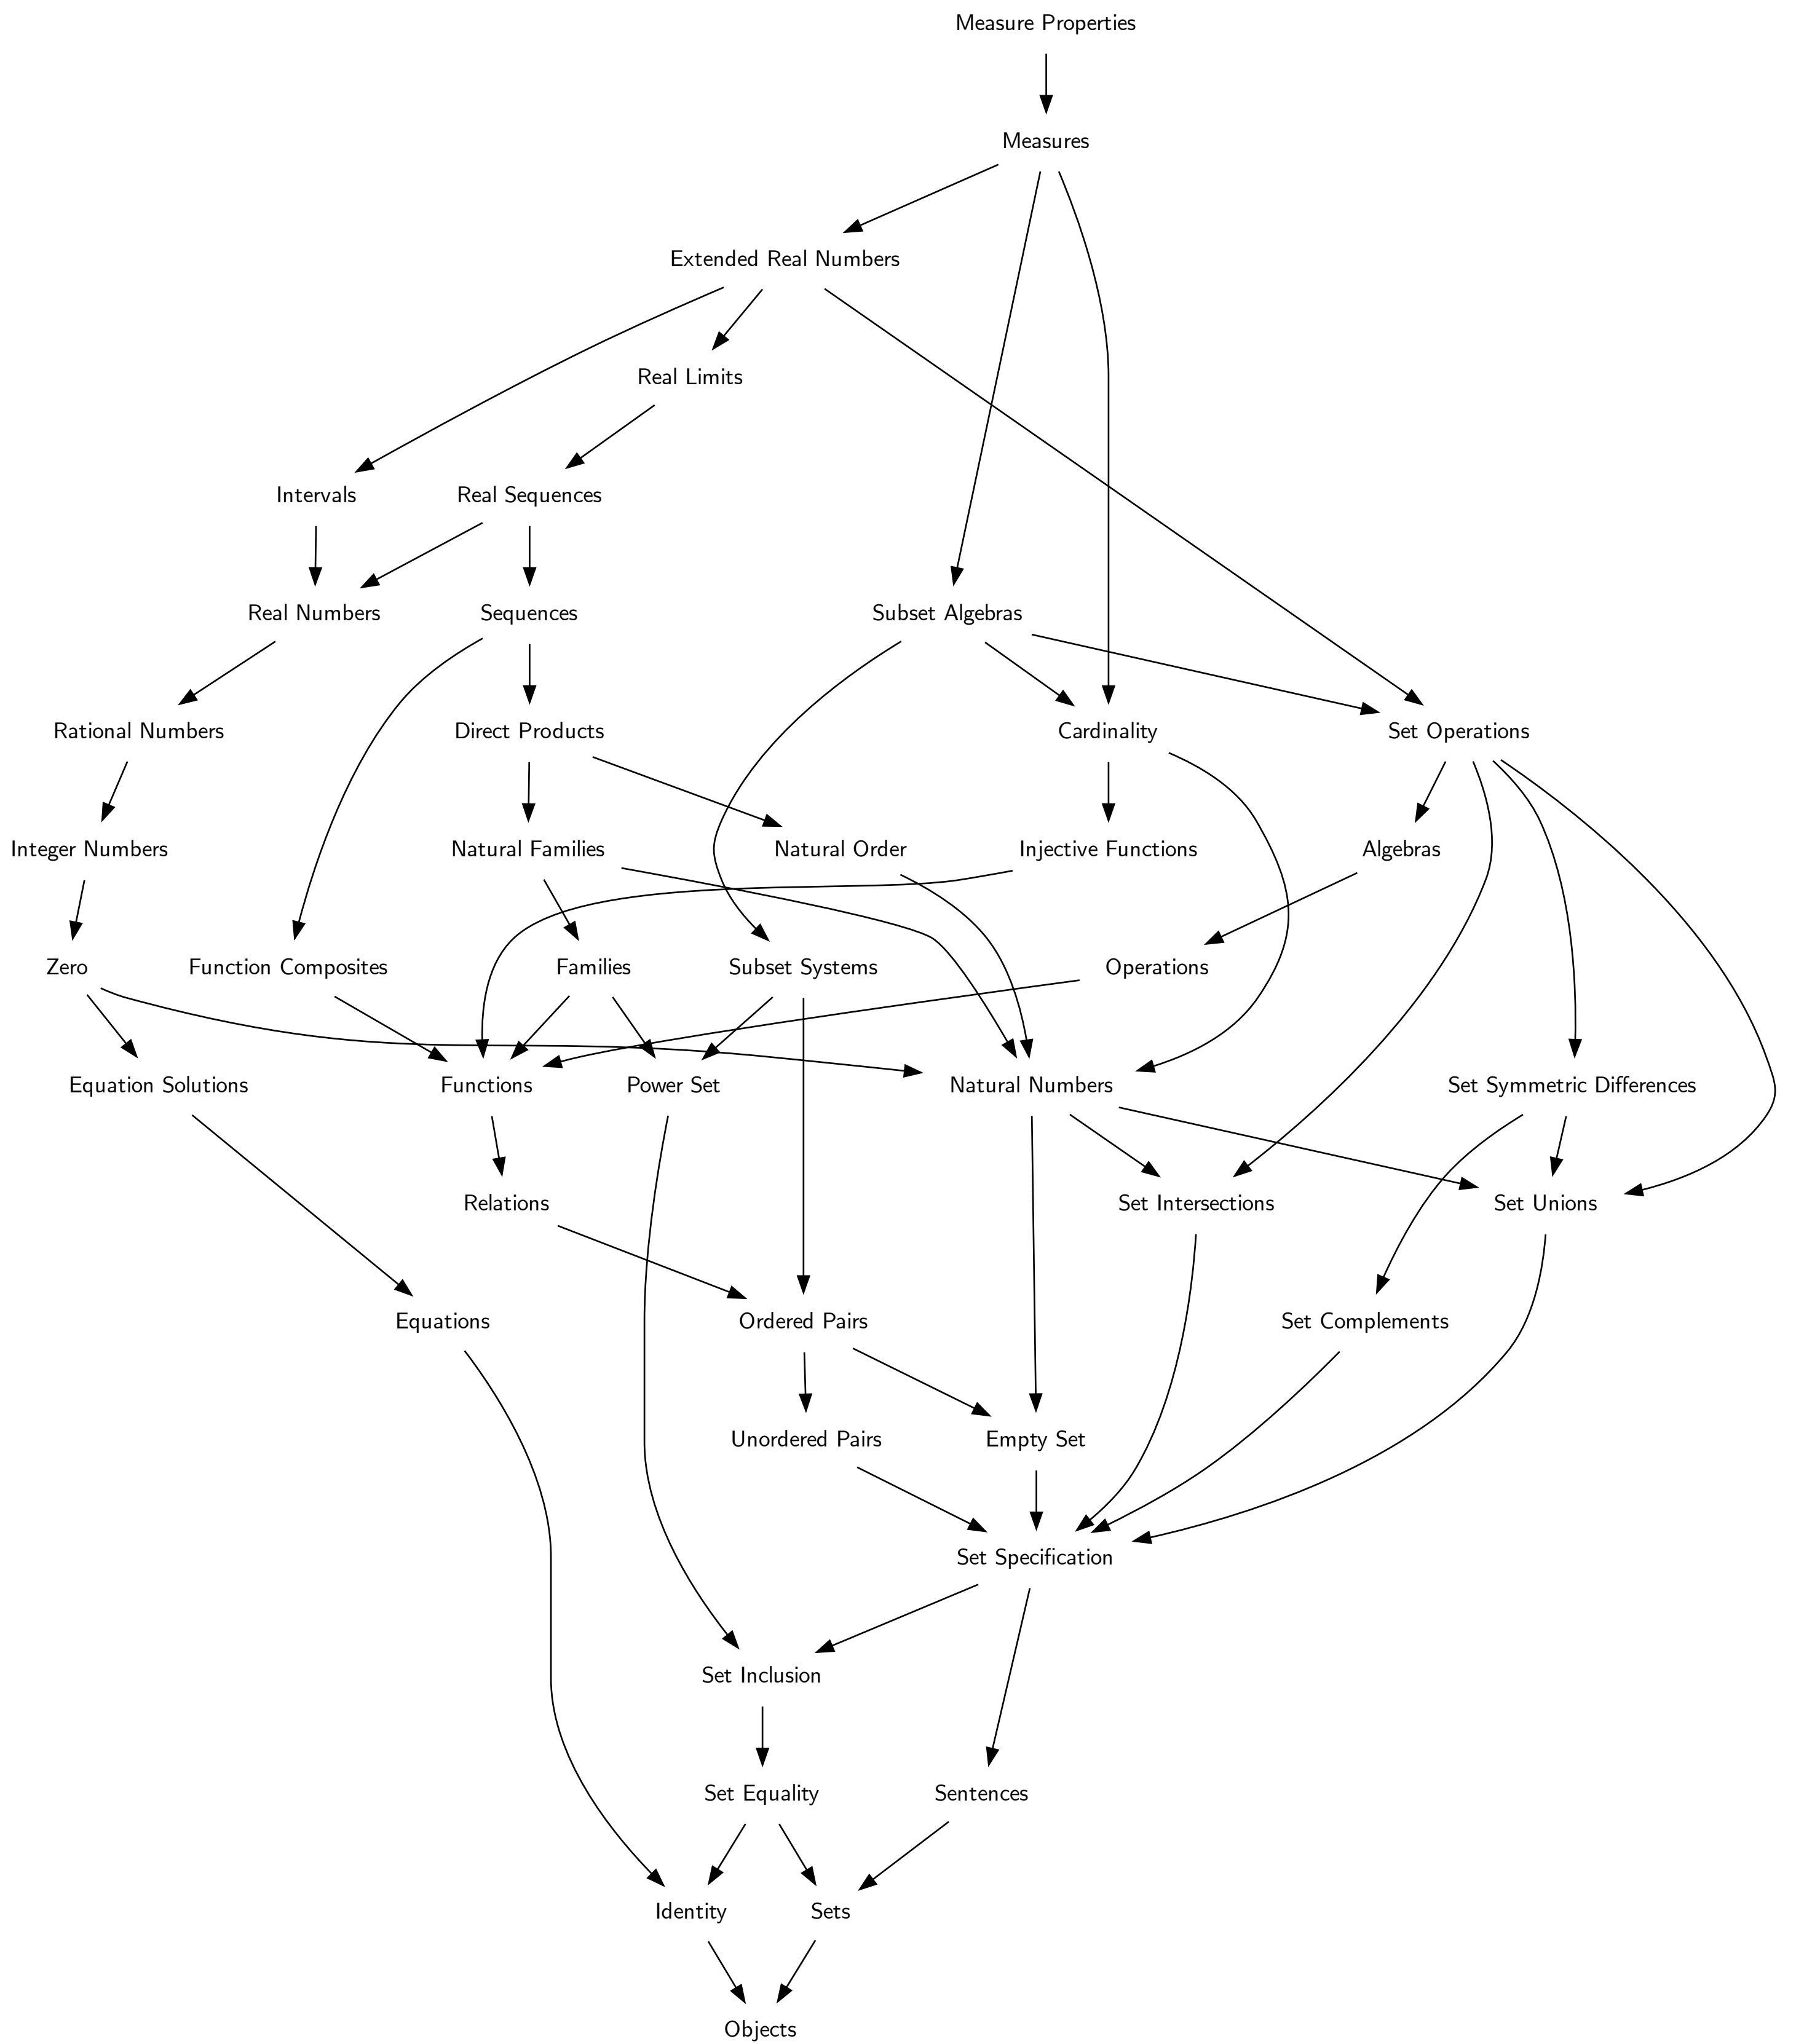 Measure Properties
Measures
Extended Real Numbers
Real Limits
Intervals
Real Sequences
Real Numbers
Sequences
Subset Algebras
Rational Numbers
Direct Products
Cardinality
Set Operations
Integer Numbers
Natural Families
Natural Order
Injective Functions
Algebras
Zero
Function Composites
Families
Subset Systems
Operations
Equation Solutions
Functions
Power Set
Natural Numbers
Set Symmetric Differences
Relations
Set Intersections
Set Unions
Equations
Ordered Pairs
Set Complements
Unordered Pairs
Empty Set
Set Specification
Set Inclusion
Set Equality
Sentences
Identity
Sets
Objects